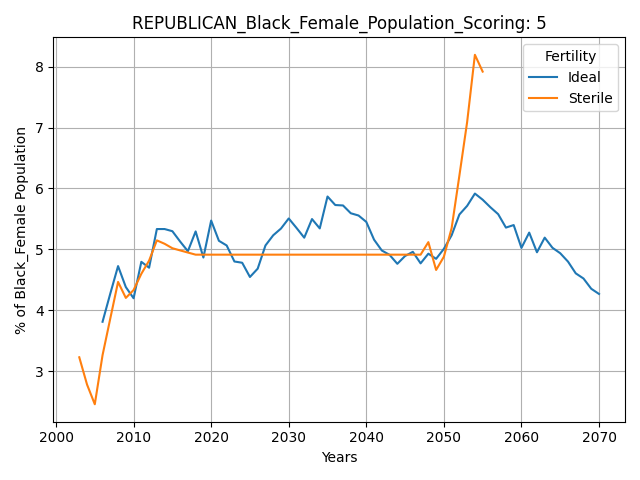 REPUBLICAN_Black_Female_Population_Scoring: 5
Fertility
Ideal
Sterile
% of Black_Female Population
8
7
6
5
4
3
2000 2010 2020 2030 2040 2050 2060 2070
Years